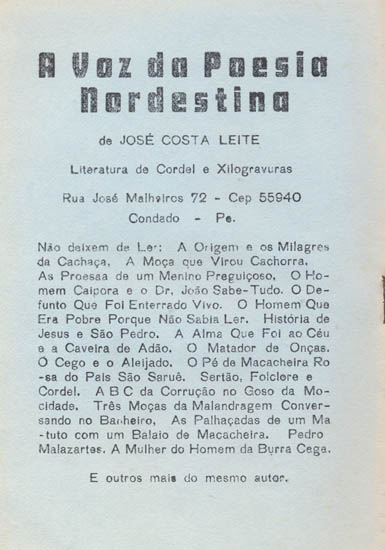 A Voz da Poesia
Nordestina
de JOSÉ COSTA LEITE
Literatura de Cordel e Xilogravuras
Rua José Malheiros 72 - Cep 55940
Condado - Pe.
Não deixem de Ler: A Origem e os Milagres
da Cachaça, A Moça que Virou Cachorra,
As Proesaa de um Menino Preguiçoso, O Ho-
mem Caipora e o Dr. João Sabe-Tudo. O De-
funto Que Foi Enterrado Vivo. O Homem Que
Era Pobre Porque Não Sabia Ler. História de
Jesus e São Pedro. A Alma Que Foi ao Céu
e a Caveira de Adão. O Matador de Onças.
O Cego e o Aleijado. O Pé de Macacheira Ro-
-sa do País São Saruê. Sertão, Folclore e
Cordel. A B C da Corrução no Goso da Mo-
cidade. Três Moças da Malandragem Conver-
sando no Banheiro, As Palhaçadas de um Ma
-tuto com um Balaio de Macacheira. Pedro
Malazartes. A Mulher do Homem da Burra Cega.
E outros mais do mesmo autor.